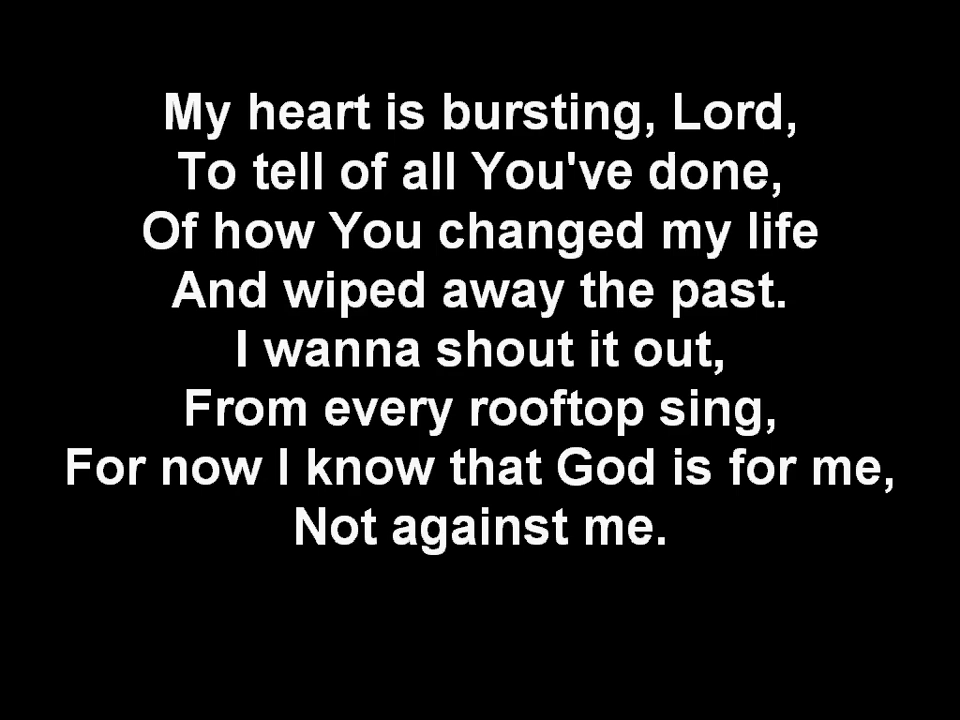 My heart is bursting, Lord,
To tell of all You've done,
Of how You changed my life
And wiped away the past.
I wanna shout it out,
From every rooftop sing,
For now I know that God is for me,
Not against me.